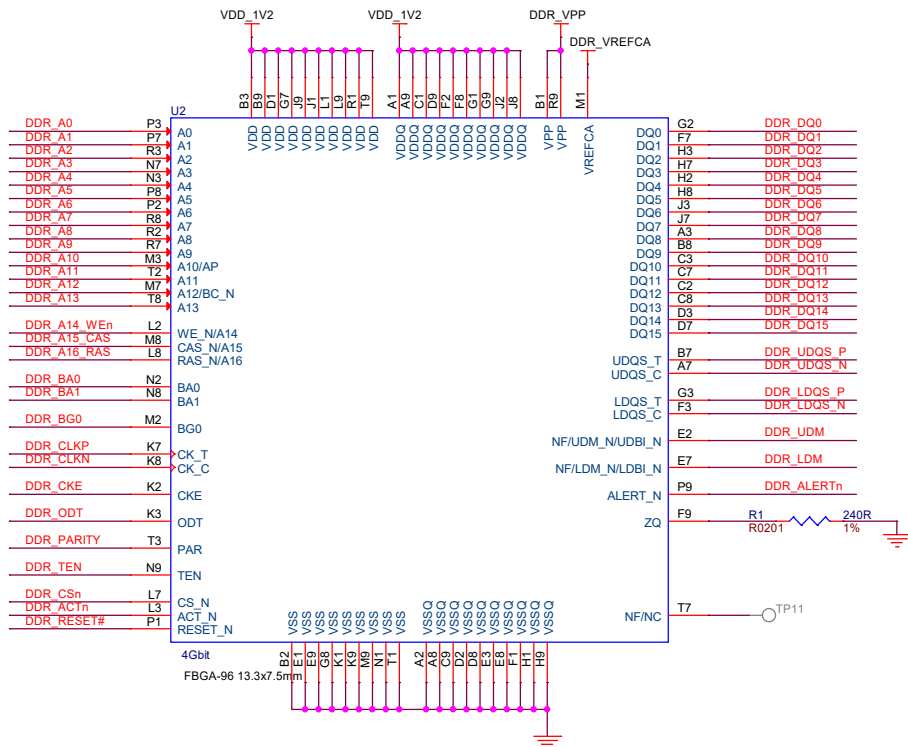 VDD_1V2 VDD_1V2 DDR_VPP
DDR_VREFCA
B3 B9 D1 G7 J9 J1 L1 L9 R1 T9 A1 A9 C1 D9 F2 F8 G1 G9 J2 J8 B1 R9 M1
U2
VDD VDD VDD VDD VDD VDD VDD VDD VDD VDD VDDQ VDDQ VDDQ VDDQ VDDQ VDDQ VDDQ VDDQ VDDQ VDDQ VPP VPP VREFCA
DDR_A0 P3 A0
DDR_A1 P7 A1
DDR_A2 R3 A2
DDR_A3 N7 A3
DDR_A4 N3 A4
DDR_A5 P8 A5
DDR_A6 P2 A6
DDR_A7 R8 A7
DDR_A8 R2 A8
DDR_A9 R7 A9
DDR_A10 M3 A10/AP
DDR_A11 T2 A11
DDR_A12 M7 A12/BC_N
DDR_A13 T8 A13
DDR_A14_WEn L2 WE_N/A14
DDR_A15_CAS M8 CAS_N/A15
DDR_A16_RAS L8 RAS_N/A16
DDR_BA0 N2 BA0
DDR_BA1 N8 BA1
DDR_BG0 M2 BG0
DDR_CLKP K7 CK_T
DDR_CLKN K8 CK_C
DDR_CKE K2 CKE
DDR_ODT K3 ODT
DDR_PARITY T3 PAR
DDR_TEN N9 TEN
DDR_CSn L7 CS_N
DDR_ACTn L3 ACT_N
DDR_RESET# P1 RESET_N
DQ0 G2 DDR_DQ0
DQ1 F7 DDR_DQ1
DQ2 H3 DDR_DQ2
DQ3 H7 DDR_DQ3
DQ4 H2 DDR_DQ4
DQ5 H8 DDR_DQ5
DQ6 J3 DDR_DQ6
DQ7 J7 DDR_DQ7
DQ8 A3 DDR_DQ8
DQ9 B8 DDR_DQ9
DQ10 C3 DDR_DQ10
DQ11 C7 DDR_DQ11
DQ12 C2 DDR_DQ12
DQ13 C8 DDR_DQ13
DQ14 D3 DDR_DQ14
DQ15 D7 DDR_DQ15
UDQS_T B7 DDR_UDQS_P
UDQS_C A7 DDR_UDQS_N
LDQS_T G3 DDR_LDQS_P
LDQS_C F3 DDR_LDQS_N
NF/UDM_N/UDBI_N E2 DDR_UDM
NF/LDM_N/LDBI_N E7 DDR_LDM
ALERT_N P9 DDR_ALERTn
ZQ F9 R1 240R
R0201 1%
NF/NC T7 TP11
VSS VSS VSS VSS VSS VSS VSS VSS VSS VSSQ VSSQ VSSQ VSSQ VSSQ VSSQ VSSQ VSSQ VSSQ VSSQ
4Gbit
B2 E1 E9 G8 K1 K9 M9 N1 T1 A2 A8 C9 D2 D8 E3 E8 F1 H1 H9
FBGA-96 13.3x7.5mm